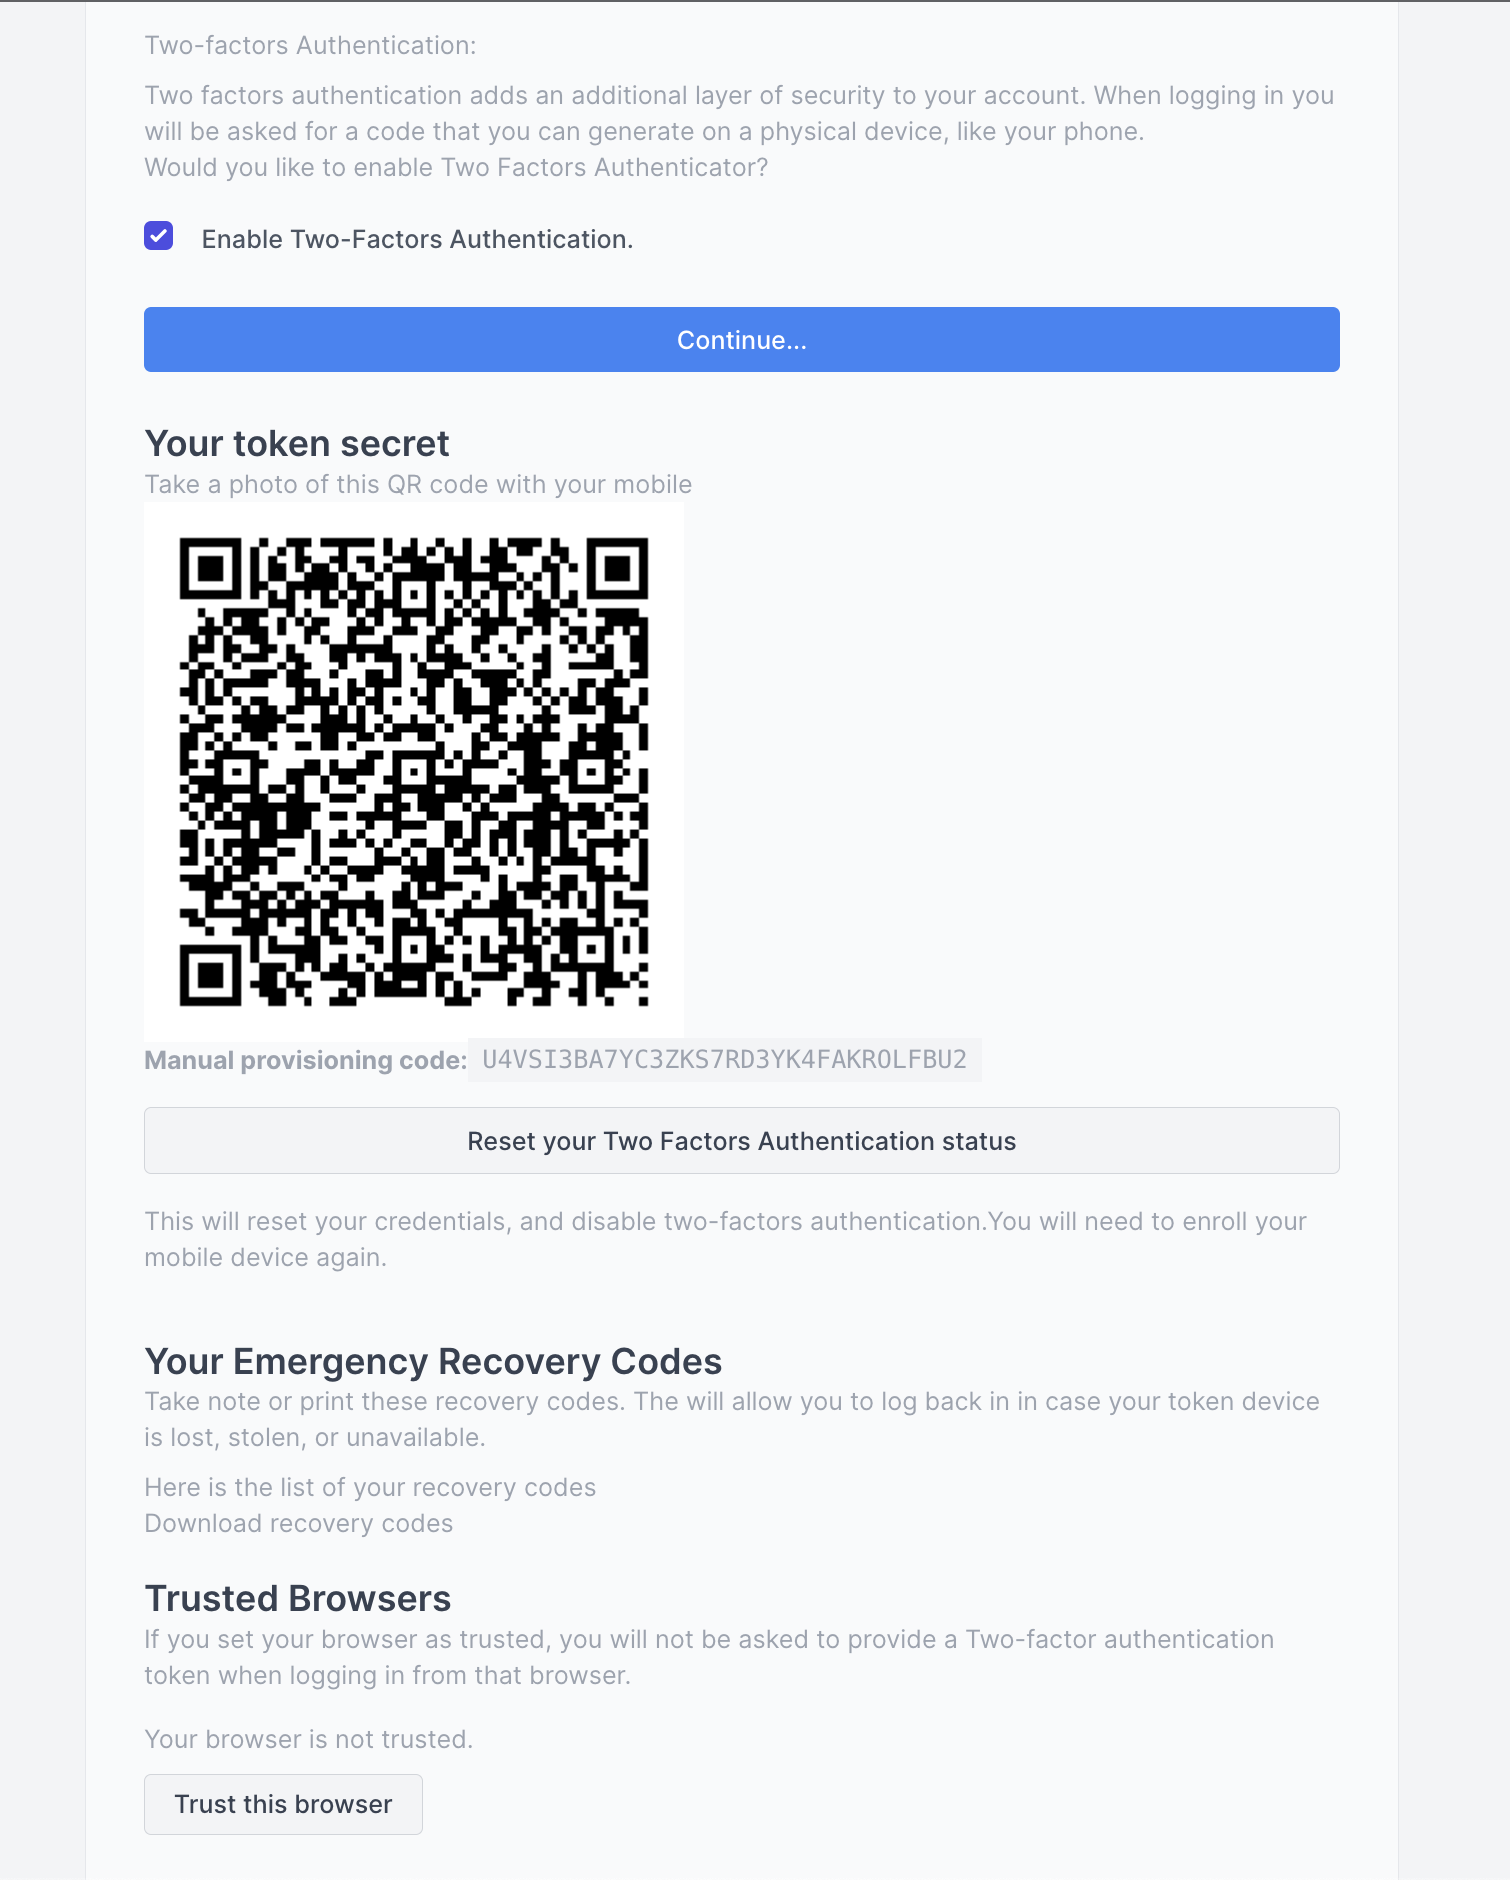 Two-factors Authentication:
Two factors authentication adds an additional layer of security to your account. When logging in you
will be asked for a code that you can generate on a physical device, like your phone.
Would you like to enable Two Factors Authenticator?
Enable Two-Factors Authentication.
Continue...
Your token secret
Take a photo of this QR code with your mobile
Manual provisioning code: U4VSI3BA7YC3ZKS7RD3YK4FAKROLFBU2
Reset your Two Factors Authentication status
This will reset your credentials, and disable two-factors authentication.You will need to enroll your
mobile device again.
Your Emergency Recovery Codes
Take note or print these recovery codes. The will allow you to log back in in case your token device
is lost, stolen, or unavailable.
Here is the list of your recovery codes
Download recovery codes
Trusted Browsers
If you set your browser as trusted, you will not be asked to provide a Two-factor authentication
token when logging in from that browser.
Your browser is not trusted.
Trust this browser